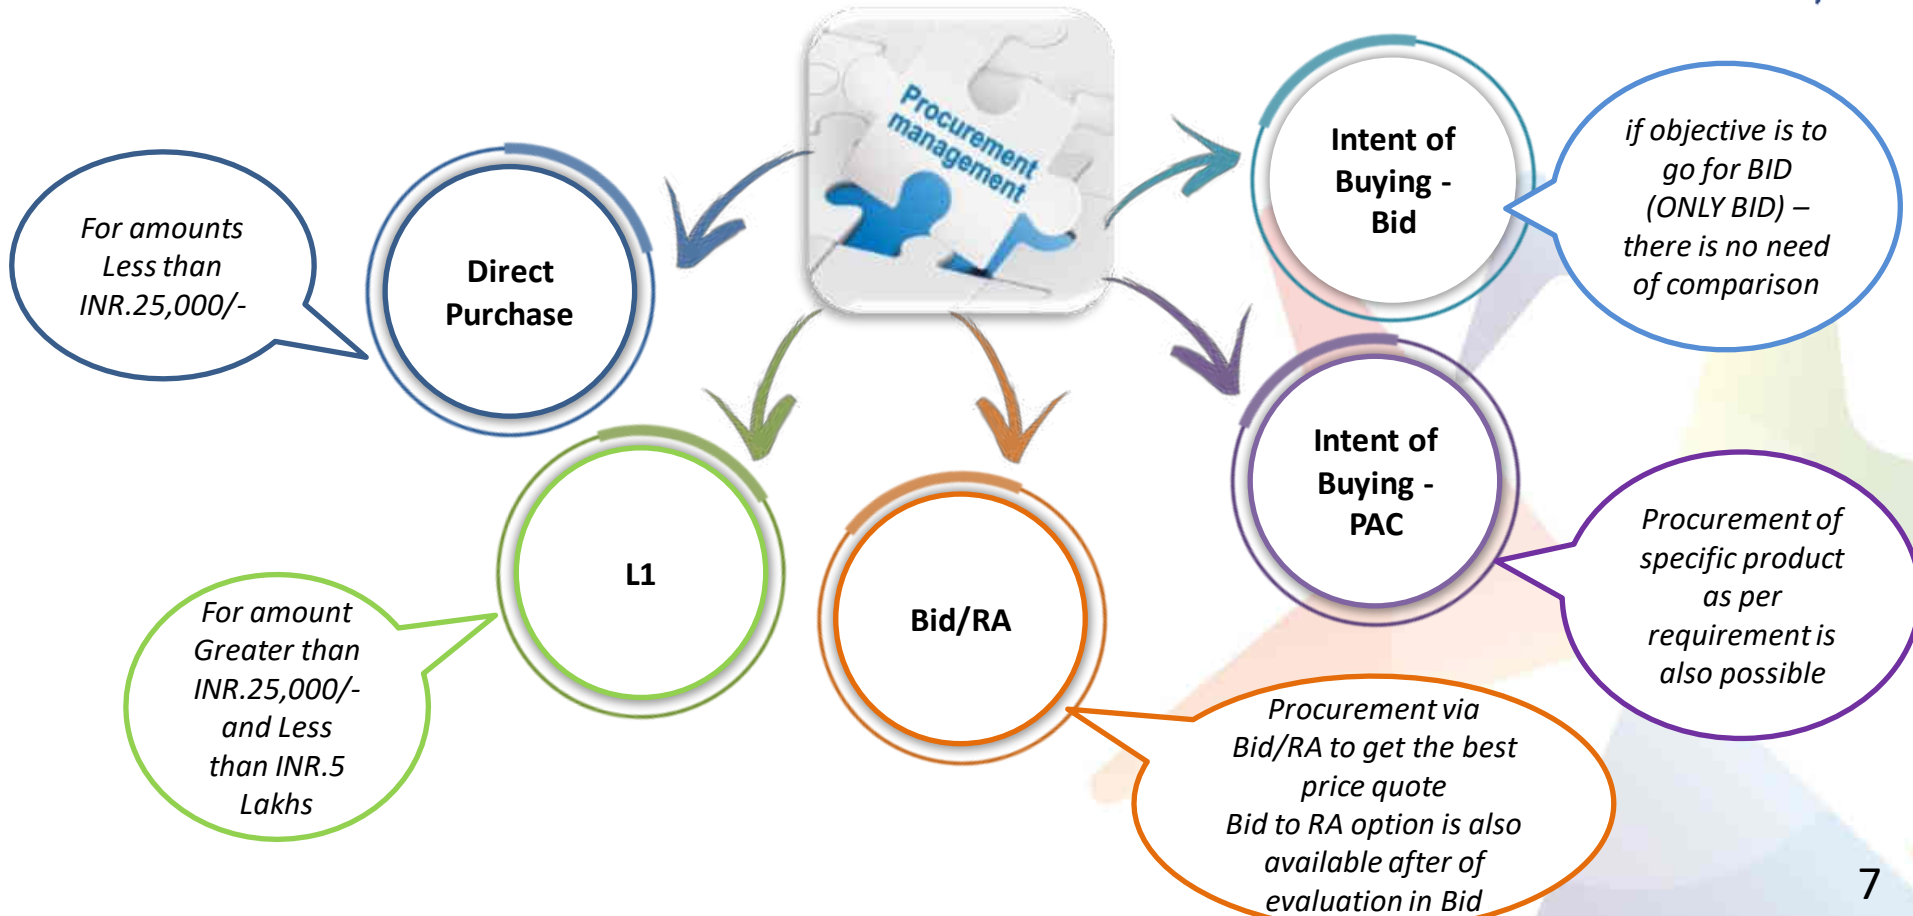 Procurement
management
Intent of
Buying -
Bid
if objective is to
go for BID
(ONLY BID) –
there is no need
of comparison
For amounts
Less than
INR.25,000/-
Direct
Purchase
Intent of
Buying -
PAC
Procurement of
specific product
as per
requirement is
also possible
L1
For amount
Greater than
INR.25,000/-
and Less
than INR.5
Lakhs
Bid/RA
Procurement via
Bid/RA to get the best
price quote
Bid to RA option is also
available after of
evaluation in Bid
7